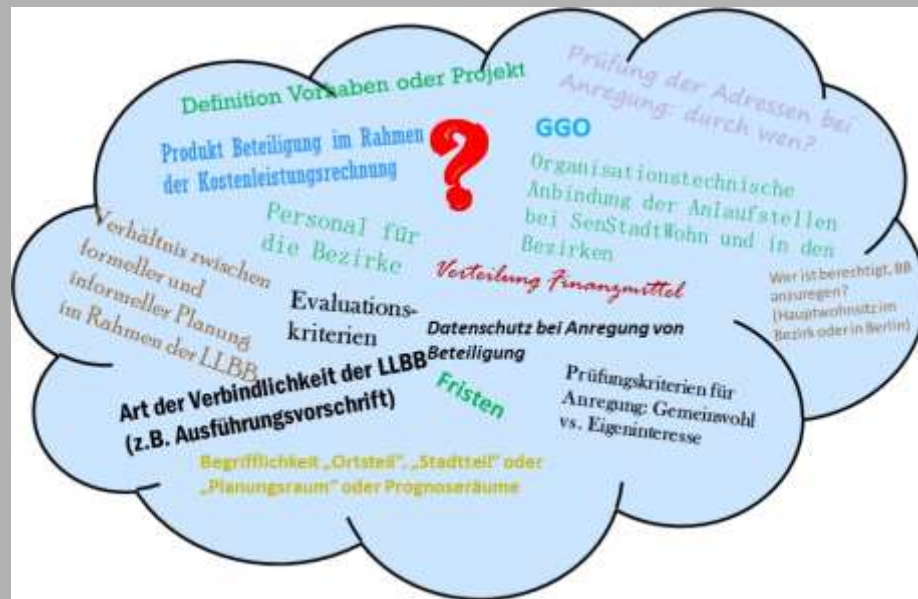 Definition Vorhaben oder Projekt
Prüfung der Adressen bei
Anregung: durch wen?
Produkt Beteiligung im Rahmen
der Kostenleistungsrechnung
?
GGO
Organisationstechnische
Anbindung der Anlaufstellen
bei SenStadtWohn und in den
Bezirken
Personal für
die Bezirke
Verhältnis zwischen
formeller und
informeller Planung
im Rahmen der LLBB
Verteilung Finanzmittel
Wer ist berechtigt, BB
anzuregen?
(Hauptwohnsitz im
Bezirk oder in Berlin)
Evaluations-
kriterien
Datenschutz bei Anregung von
Beteiligung
Art der Verbindlichkeit der LLBB
(z.B. Ausführungsvorschrift)
Fristen
Prüfungskriterien für
Anregung: Gemeinwohl
vs. Eigeninteresse
Begrifflichkeit „Ortsteil", „Stadtteil" oder
„Planungsraum" oder Prognoseräume